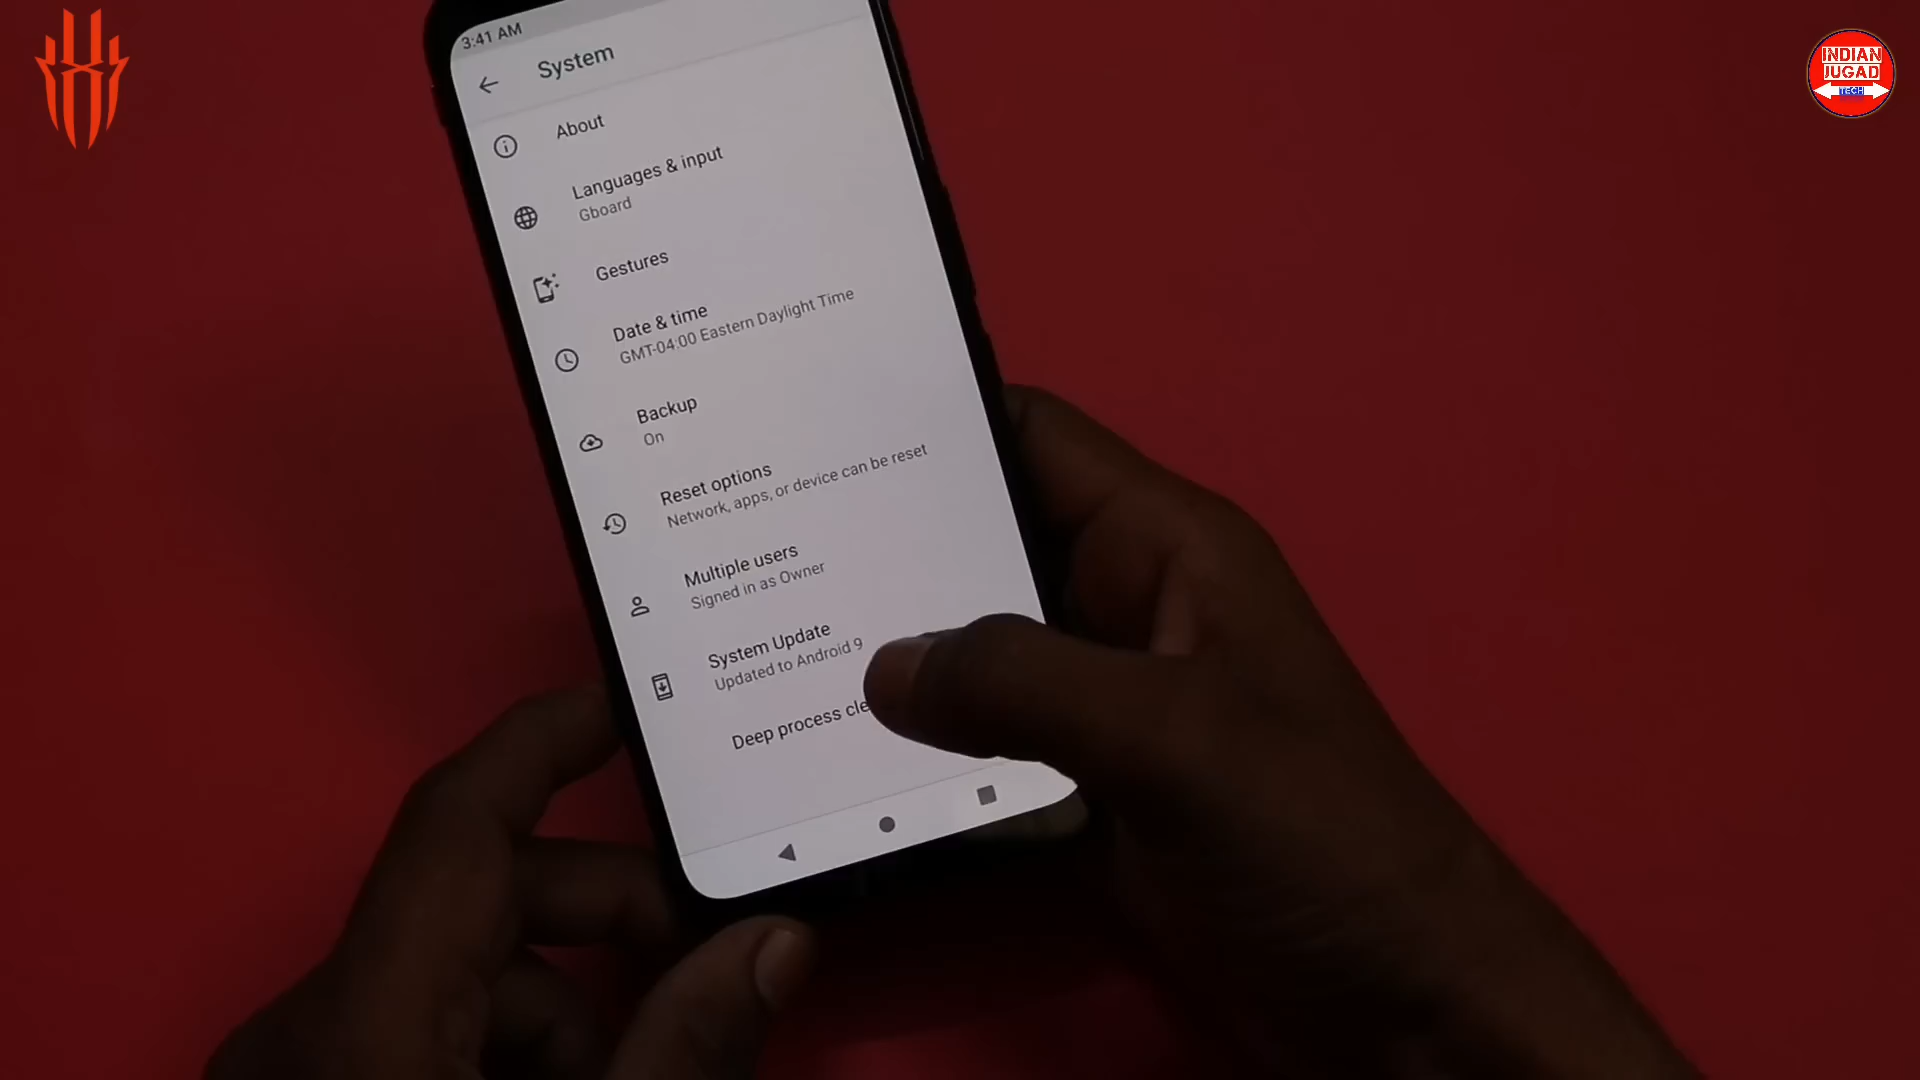 3:41 AM
System
About
Languages & input
Gboard
Gestures
Date & time
GMT-04:00 Eastern Daylight Time
Backup
On
Reset options
Network, apps, or device can be reset
Multiple users
Signed in as Owner
System Update
Updated to Android 9
Deep process cle
INDIAN
JUGAD
TECH